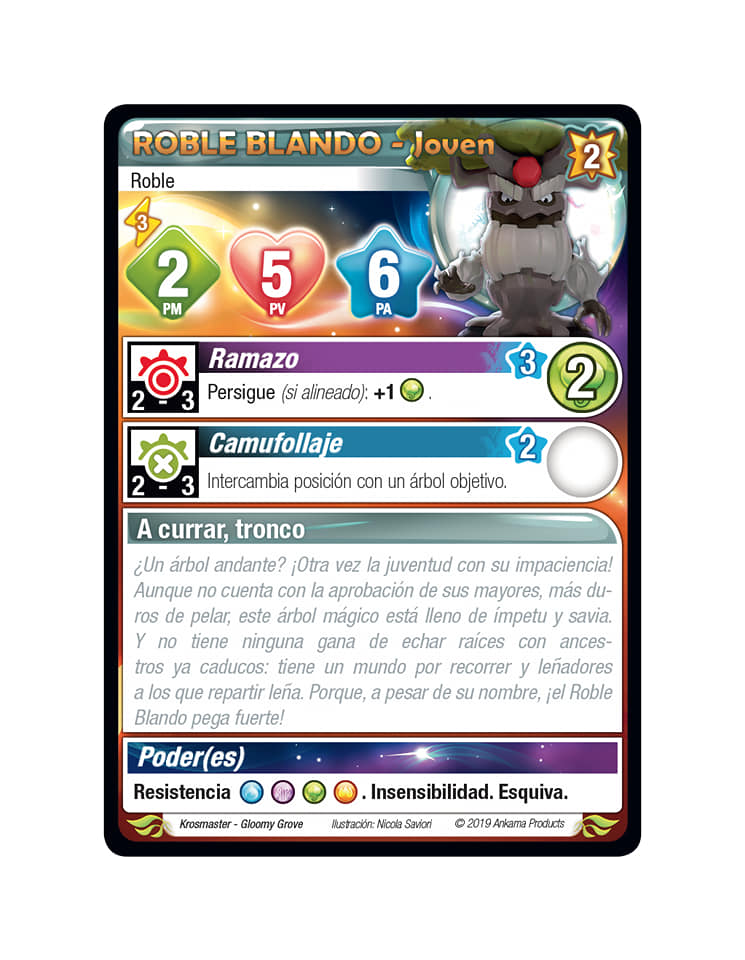 ROBLE BLANDO - Joven
2
Roble
3
2
PM
5
PV
6
PA
Ramazo
3
2
2 - 3
Persigue (si alineado): +1 .
Camufollaje
2
2 - 3
Intercambia posición con un árbol objetivo.
A currar, tronco
¿Un árbol andante? ¡Otra vez la juventud con su impaciencia!
Aunque no cuenta con la aprobación de sus mayores, más du-
ros de pelar, este árbol mágico está lleno de ímpetu y savia.
Y no tiene ninguna gana de echar raíces con ances-
tros ya caducos: tiene un mundo por recorrer y leñadores
a los que repartir leña. Porque, a pesar de su nombre, ¡el Roble
Blando pega fuerte!
Poder(es)
Resistencia . Insensibilidad. Esquiva.
Krosmaster - Gloomy Grove Ilustración: Nicola Saviori © 2019 Ankama Products